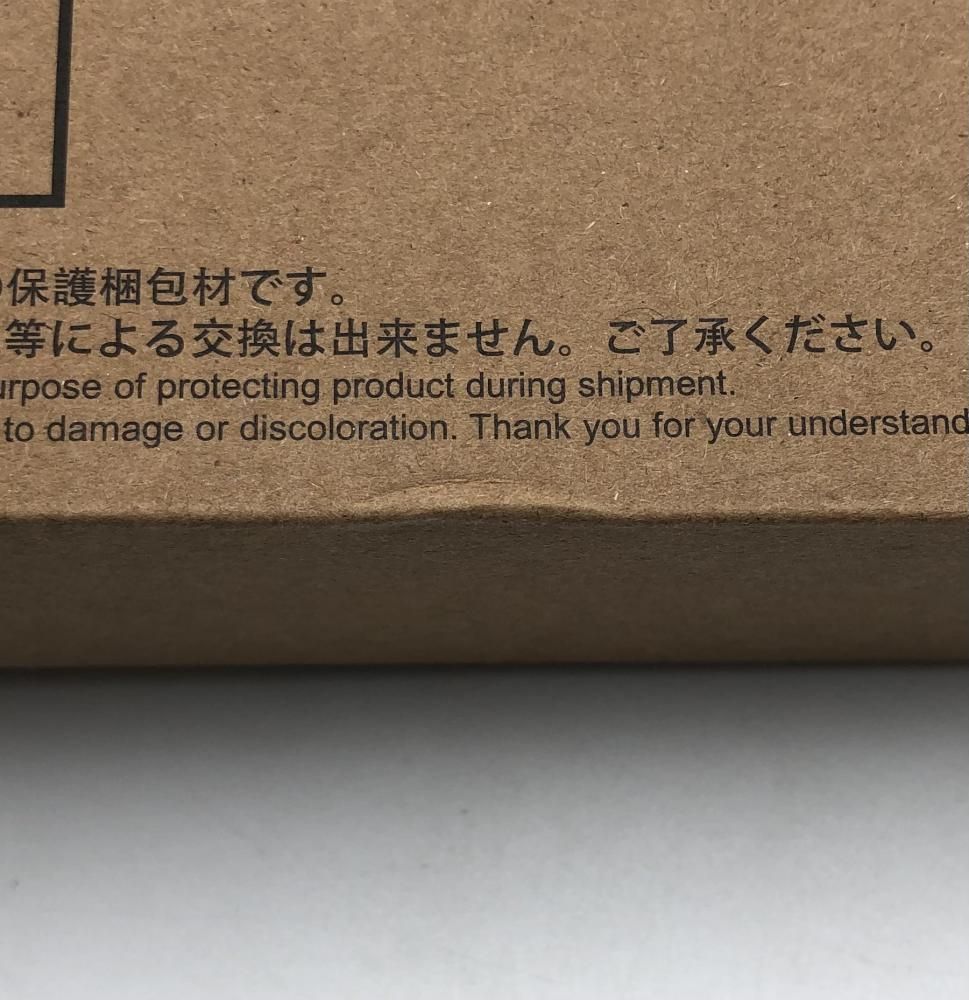 保護梱包材です。
等による交換は出来ません。ご了承ください。
urpose of protecting product during shipment.
to damage or discoloration. Thank you for your understand